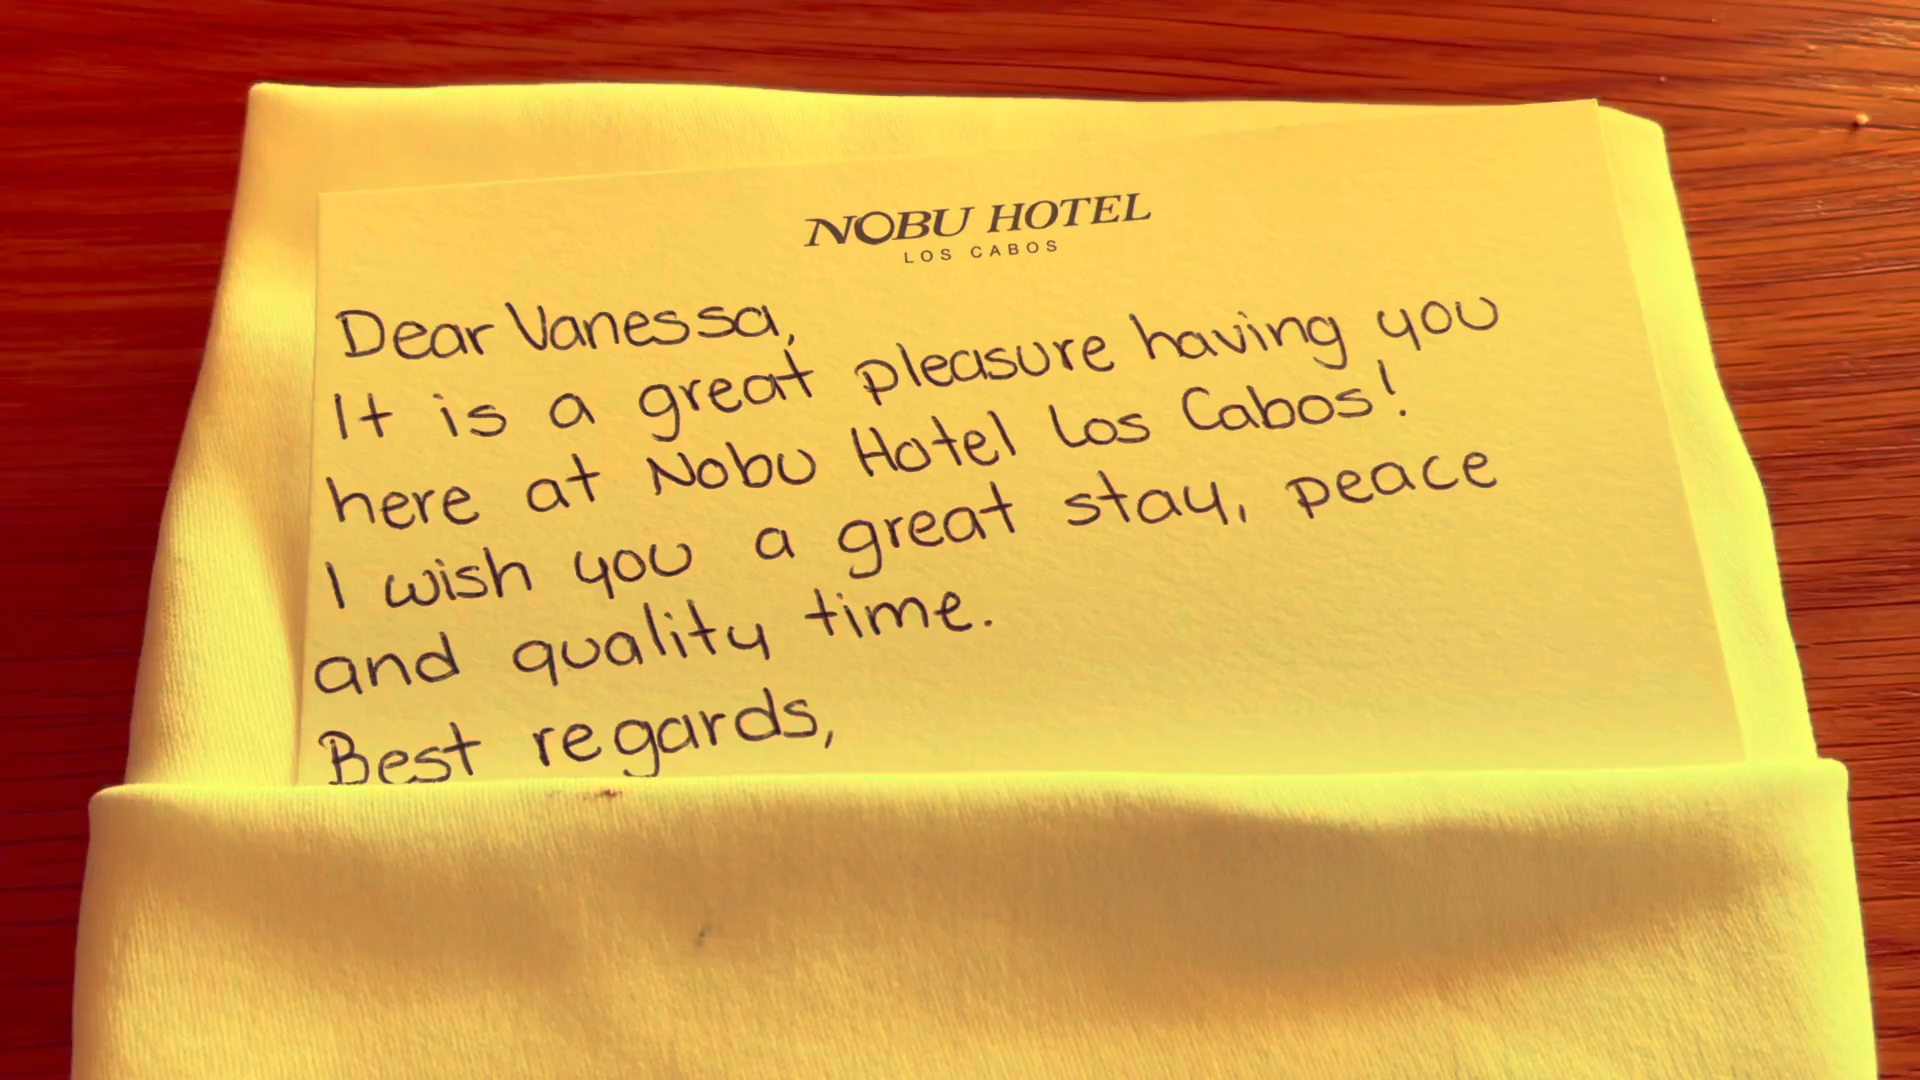 NOBU HOTEL
LOS CABOS
Dear Vanessa,
It is a great pleasure having you
here at Nobu Hotel Los Cabos!
I wish you a great stay, peace
and quality time.
Best regards,